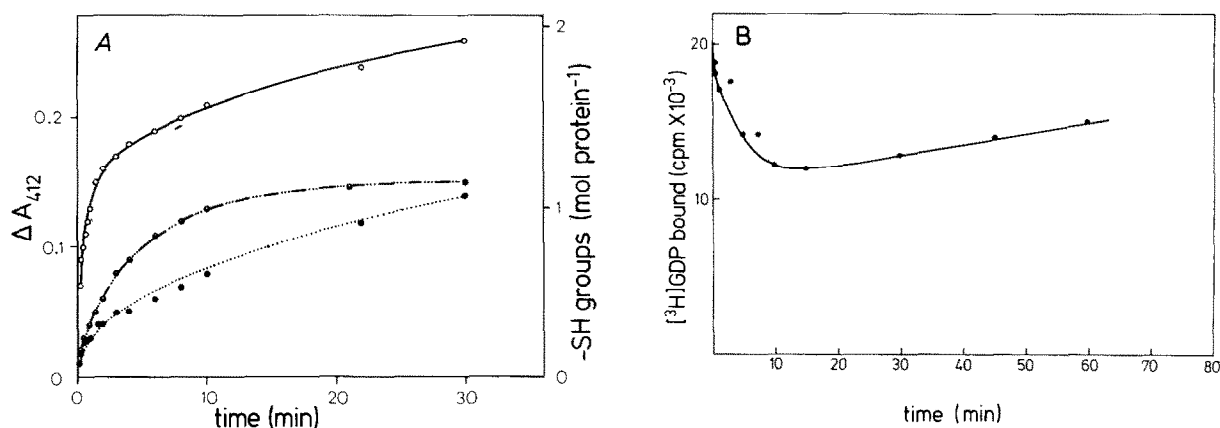 A
ΔA412
0.2
0.1
0
2
1
0
-SH groups (mol protein-1)
0
10
20
30
time (min)
B
[3H]GDP bound (cpm X10-3)
20
10
10
20
30
40
50
60
70
80
time (min)